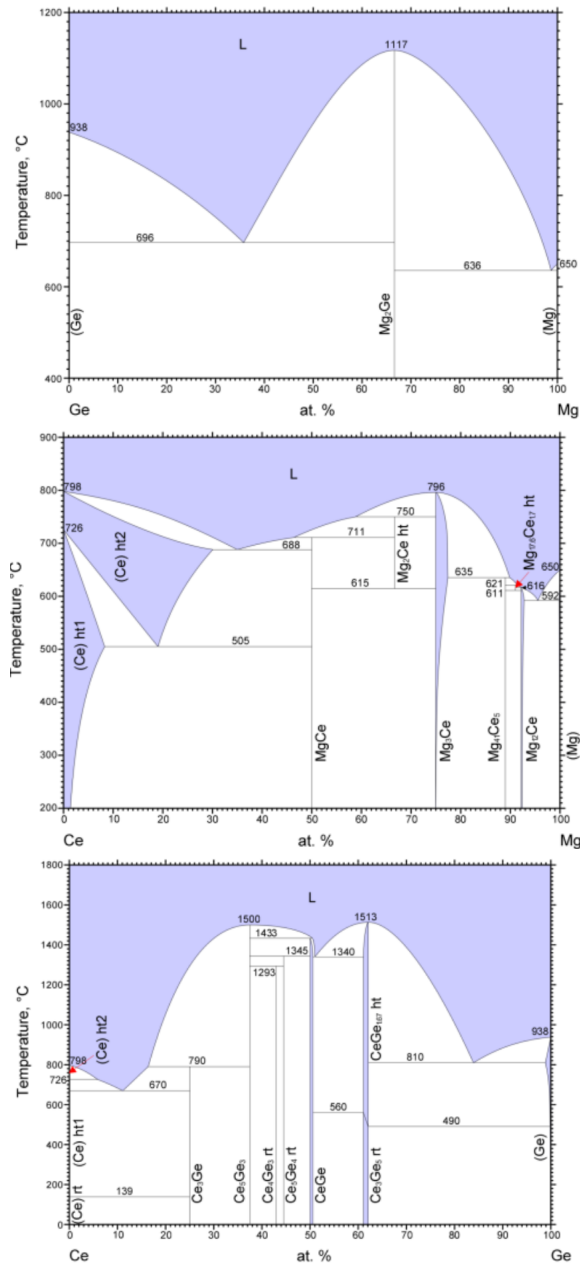 1200
L
1117
1000
938
800
696
636
650
600
400
Temperature, °C
(Ge)
Mg₂Ge
(Mg)
0 10 20 30 40 50 60 70 80 90 100
Ge at. % Mg
900
L
798
796
800
726
750
711
700
688
(Ce) ht2
Mg₂Ce ht
Mg₁₇.₆Ce₁.₇ ht
650
635
621
616
611
615
600
592
505
500
400
300
200
Temperature, °C
(Ce) ht1
MgCe
Mg₃Ce
Mg₄₁Ce₅
Mg₁₂Ce
(Mg)
0 10 20 30 40 50 60 70 80 90 100
Ce at. % Mg
1800
L
1600
1500
1513
1433
1400
1345
1340
1293
1200
1000
938
(Ce) ht2
CeGe₁.₆₇ ht
798
790
810
800
726
670
600
560
490
400
200
139
0
Temperature, °C
(Ce) ht1
(Ce) rt
Ce₃Ge
Ce₅Ge₃
Ce₄Ge₃ rt
Ce₅Ge₄ rt
CeGe
Ce₃Ge₅ rt
(Ge)
0 10 20 30 40 50 60 70 80 90 100
Ce at. % Ge